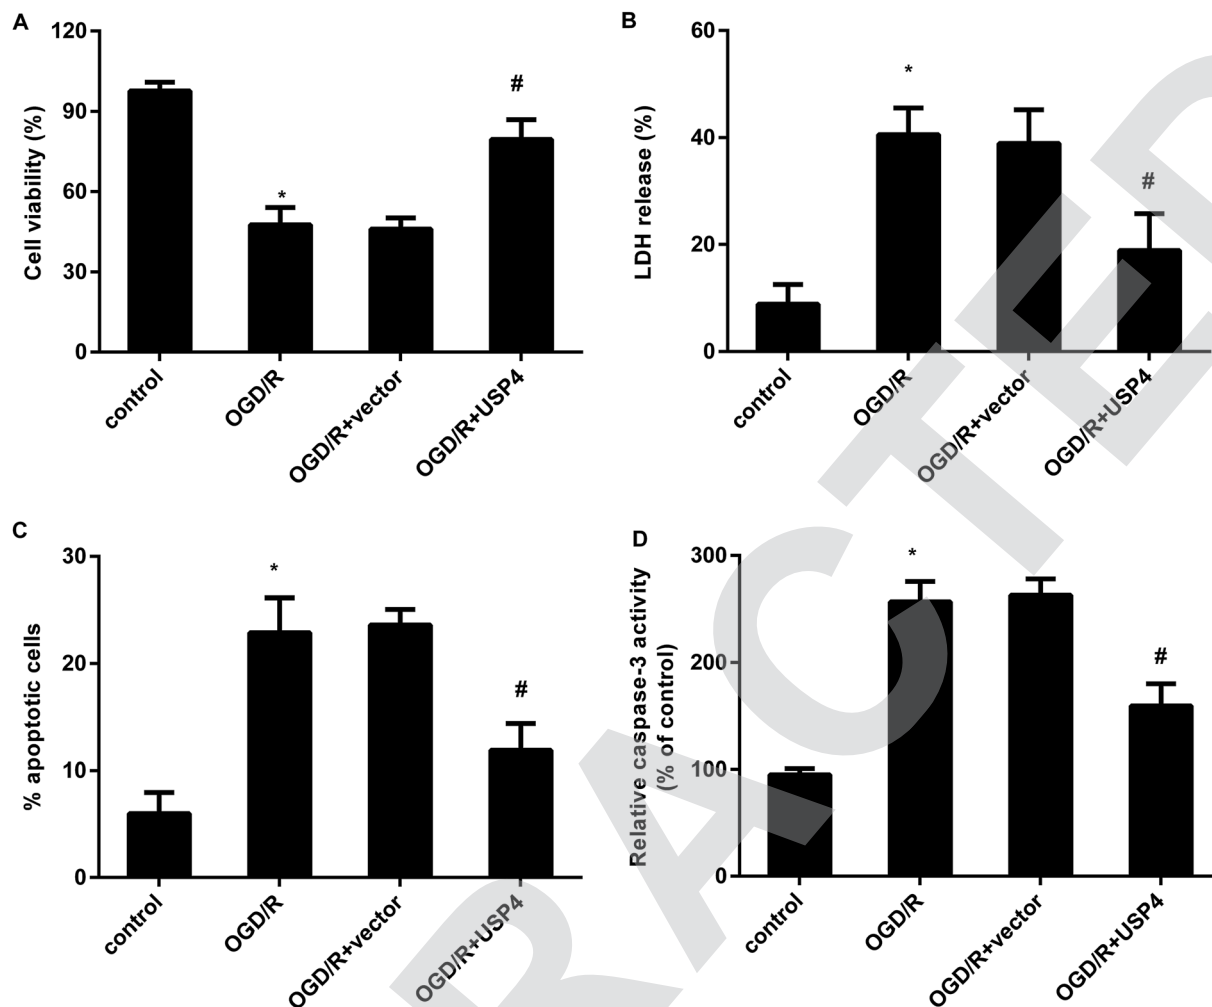 A
Cell viability (%)
120
90
60
30
0
*
#
control
OGD/R
OGD/R+vector
OGD/R+USP4
B
LDH release (%)
60
40
20
0
*
#
control
OGD/R
OGD/R+vector
OGD/R+USP4
C
% apoptotic cells
30
20
10
0
*
#
control
OGD/R
OGD/R+vector
OGD/R+USP4
D
Relative caspase-3 activity
(% of control)
300
200
100
0
*
#
control
OGD/R
OGD/R+vector
OGD/R+USP4
RACTED